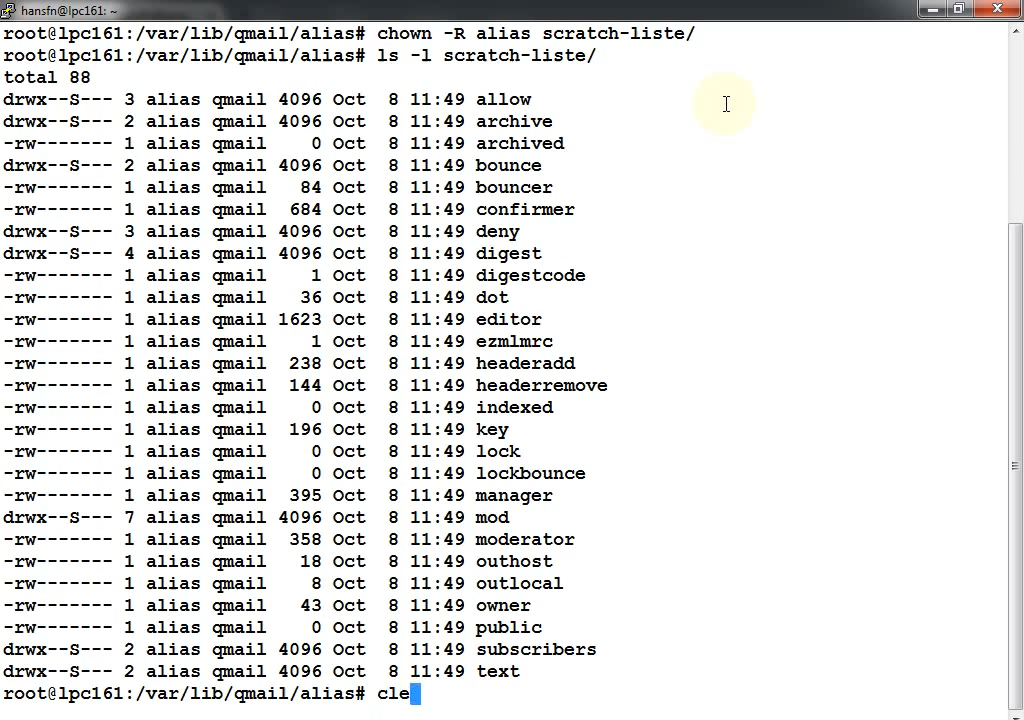 hansfn@lpc161: ~
root@lpc161:/var/lib/qmail/alias# chown -R alias scratch-liste/
root@lpc161:/var/lib/qmail/alias# ls -l scratch-liste/
total 88
drwx--S--- 3 alias qmail 4096 Oct  8 11:49 allow
drwx--S--- 2 alias qmail 4096 Oct  8 11:49 archive
-rw------- 1 alias qmail    0 Oct  8 11:49 archived
drwx--S--- 2 alias qmail 4096 Oct  8 11:49 bounce
-rw------- 1 alias qmail   84 Oct  8 11:49 bouncer
-rw------- 1 alias qmail  684 Oct  8 11:49 confirmer
drwx--S--- 3 alias qmail 4096 Oct  8 11:49 deny
drwx--S--- 4 alias qmail 4096 Oct  8 11:49 digest
-rw------- 1 alias qmail    1 Oct  8 11:49 digestcode
-rw------- 1 alias qmail   36 Oct  8 11:49 dot
-rw------- 1 alias qmail 1623 Oct  8 11:49 editor
-rw------- 1 alias qmail    1 Oct  8 11:49 ezmlmrc
-rw------- 1 alias qmail  238 Oct  8 11:49 headeradd
-rw------- 1 alias qmail  144 Oct  8 11:49 headerremove
-rw------- 1 alias qmail    0 Oct  8 11:49 indexed
-rw------- 1 alias qmail  196 Oct  8 11:49 key
-rw------- 1 alias qmail    0 Oct  8 11:49 lock
-rw------- 1 alias qmail    0 Oct  8 11:49 lockbounce
-rw------- 1 alias qmail  395 Oct  8 11:49 manager
drwx--S--- 7 alias qmail 4096 Oct  8 11:49 mod
-rw------- 1 alias qmail  358 Oct  8 11:49 moderator
-rw------- 1 alias qmail   18 Oct  8 11:49 outhost
-rw------- 1 alias qmail    8 Oct  8 11:49 outlocal
-rw------- 1 alias qmail   43 Oct  8 11:49 owner
-rw------- 1 alias qmail    0 Oct  8 11:49 public
drwx--S--- 2 alias qmail 4096 Oct  8 11:49 subscribers
drwx--S--- 2 alias qmail 4096 Oct  8 11:49 text
root@lpc161:/var/lib/qmail/alias# cle